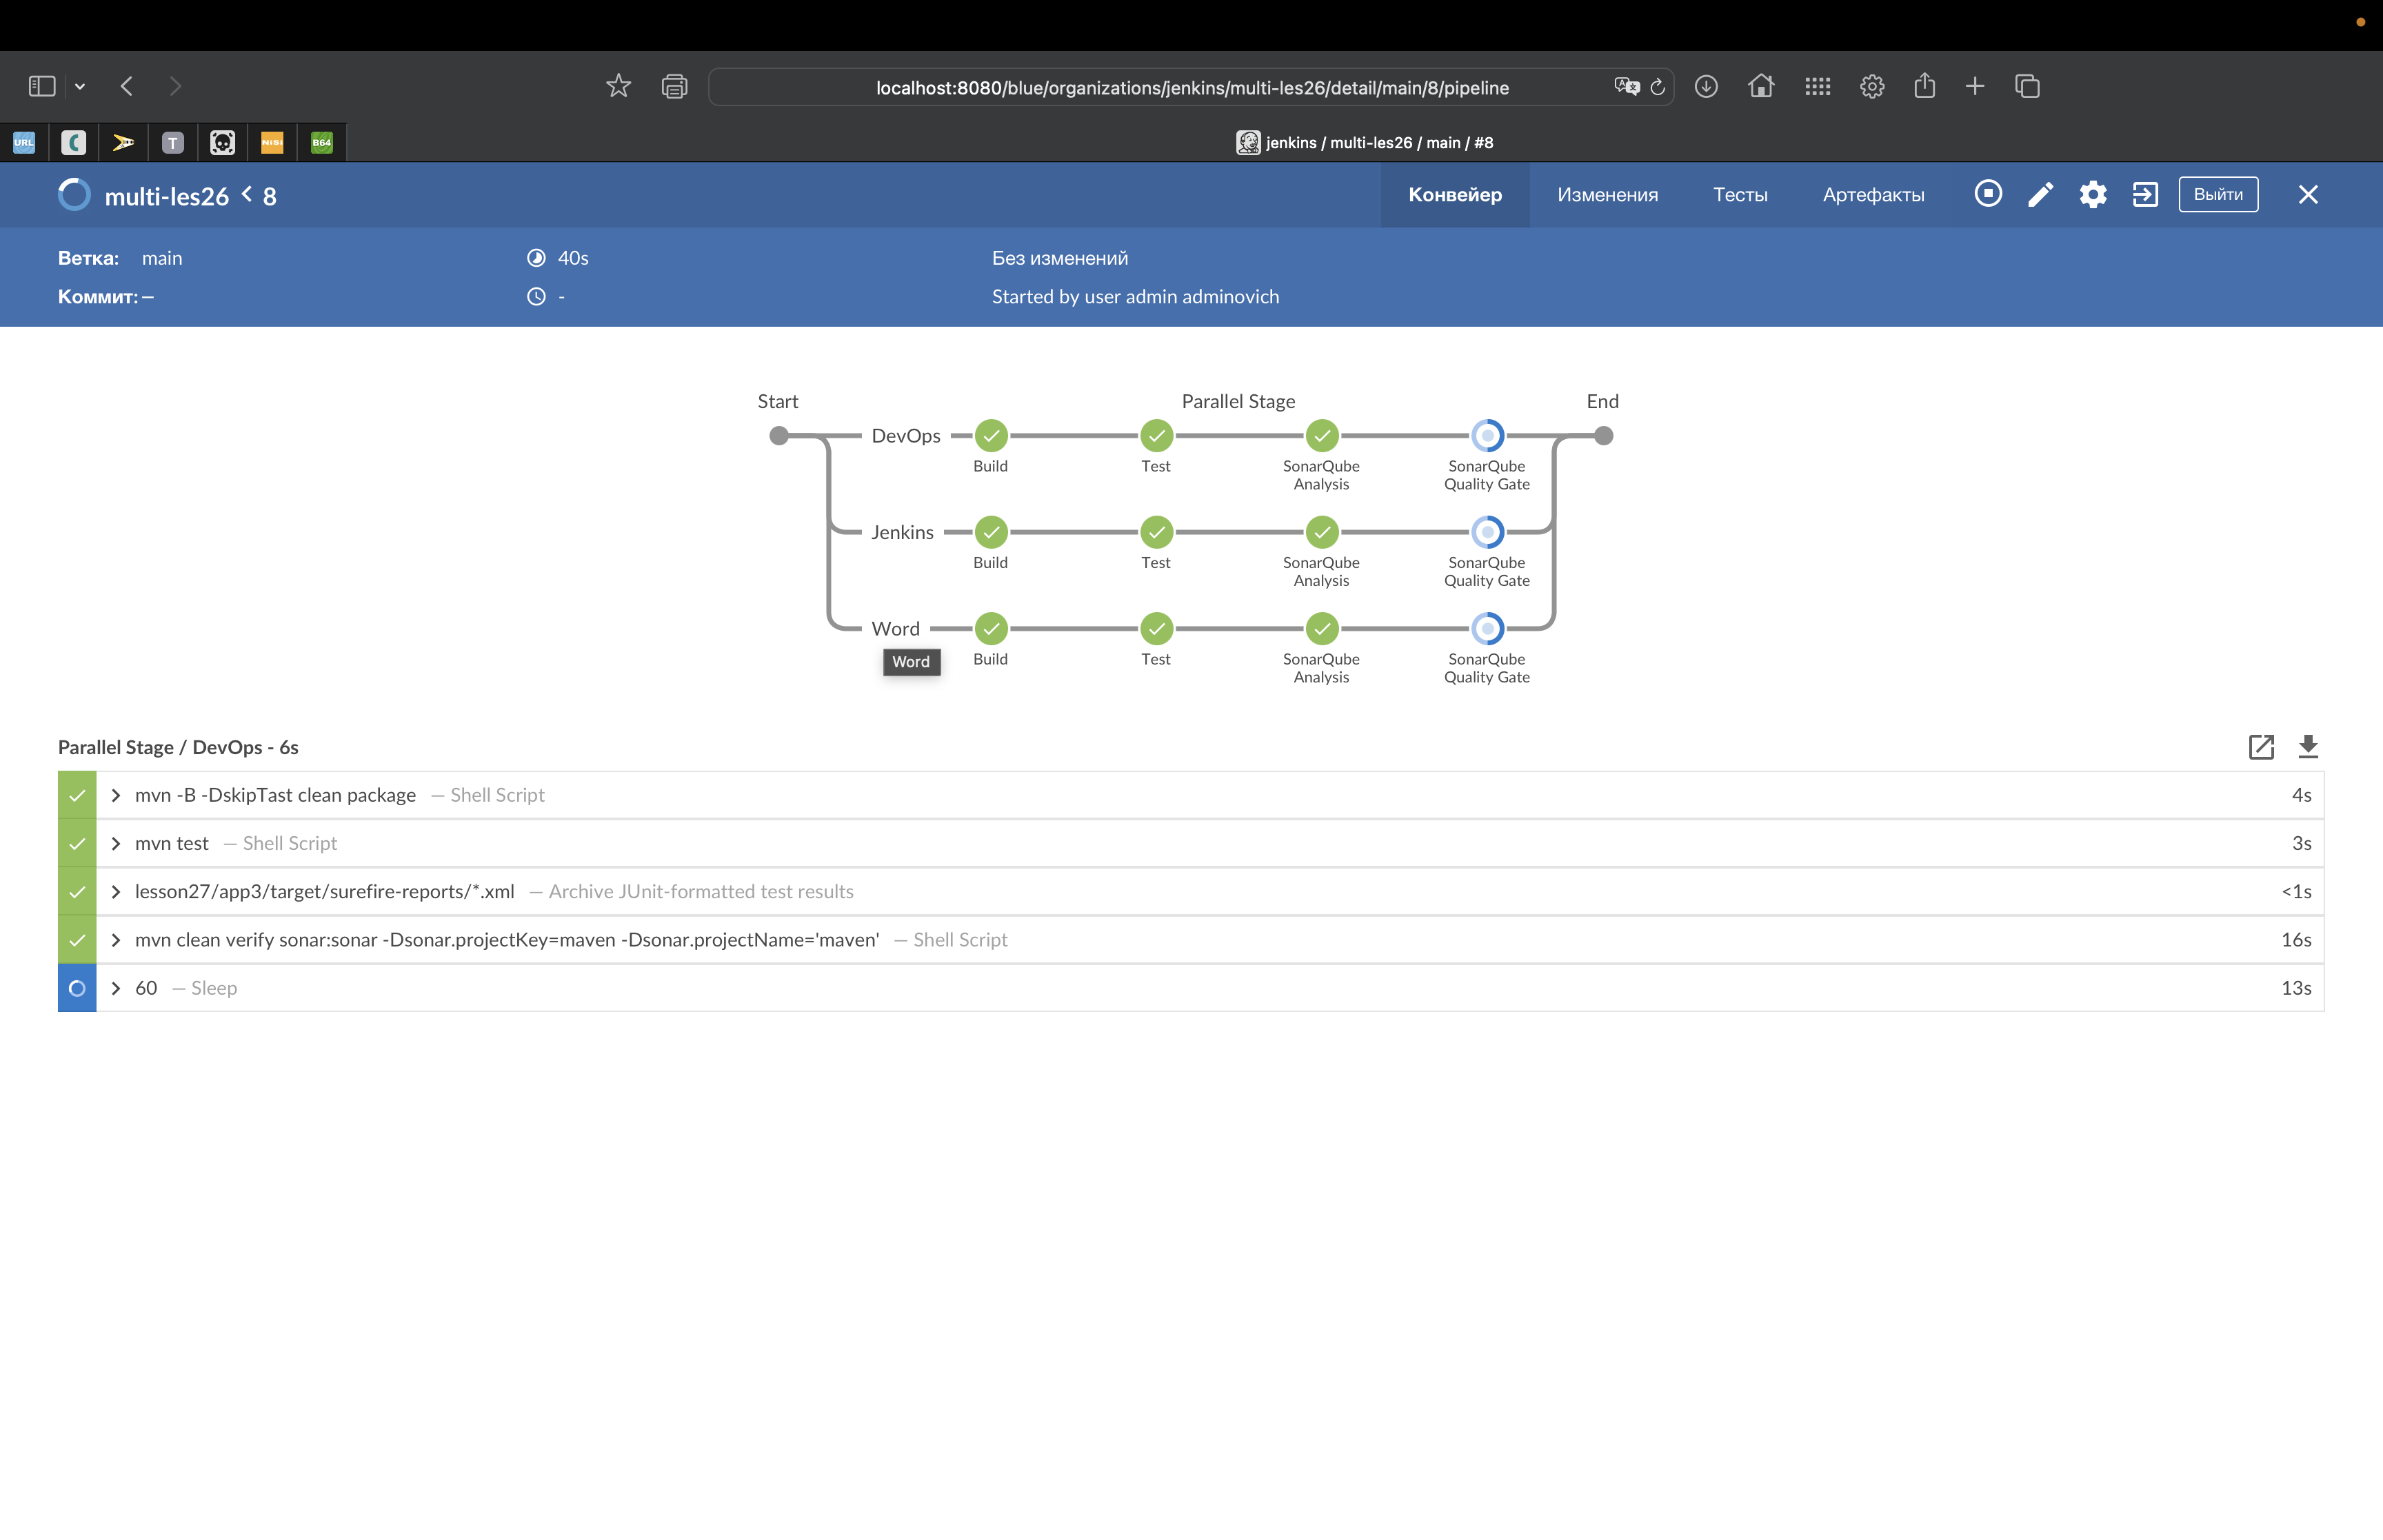 localhost:8080/blue/organizations/jenkins/multi-les26/detail/main/8/pipeline
URL
T
NISI
B64
jenkins / multi-les26 / main / #8
multi-les26 < 8
Конвейер
Изменения
Тесты
Артефакты
Выйти
Ветка: main
40s
Без изменений
Коммит: —
-
Started by user admin adminovich
Start
Parallel Stage
End
DevOps
Build
Test
SonarQube
Analysis
SonarQube
Quality Gate
Jenkins
Build
Test
SonarQube
Analysis
SonarQube
Quality Gate
Word
Word
Build
Test
SonarQube
Analysis
SonarQube
Quality Gate
Parallel Stage / DevOps - 6s
mvn -B -DskipTast clean package — Shell Script 4s
mvn test — Shell Script 3s
lesson27/app3/target/surefire-reports/*.xml — Archive JUnit-formatted test results <1s
mvn clean verify sonar:sonar -Dsonar.projectKey=maven -Dsonar.projectName='maven' — Shell Script 16s
60 — Sleep 13s